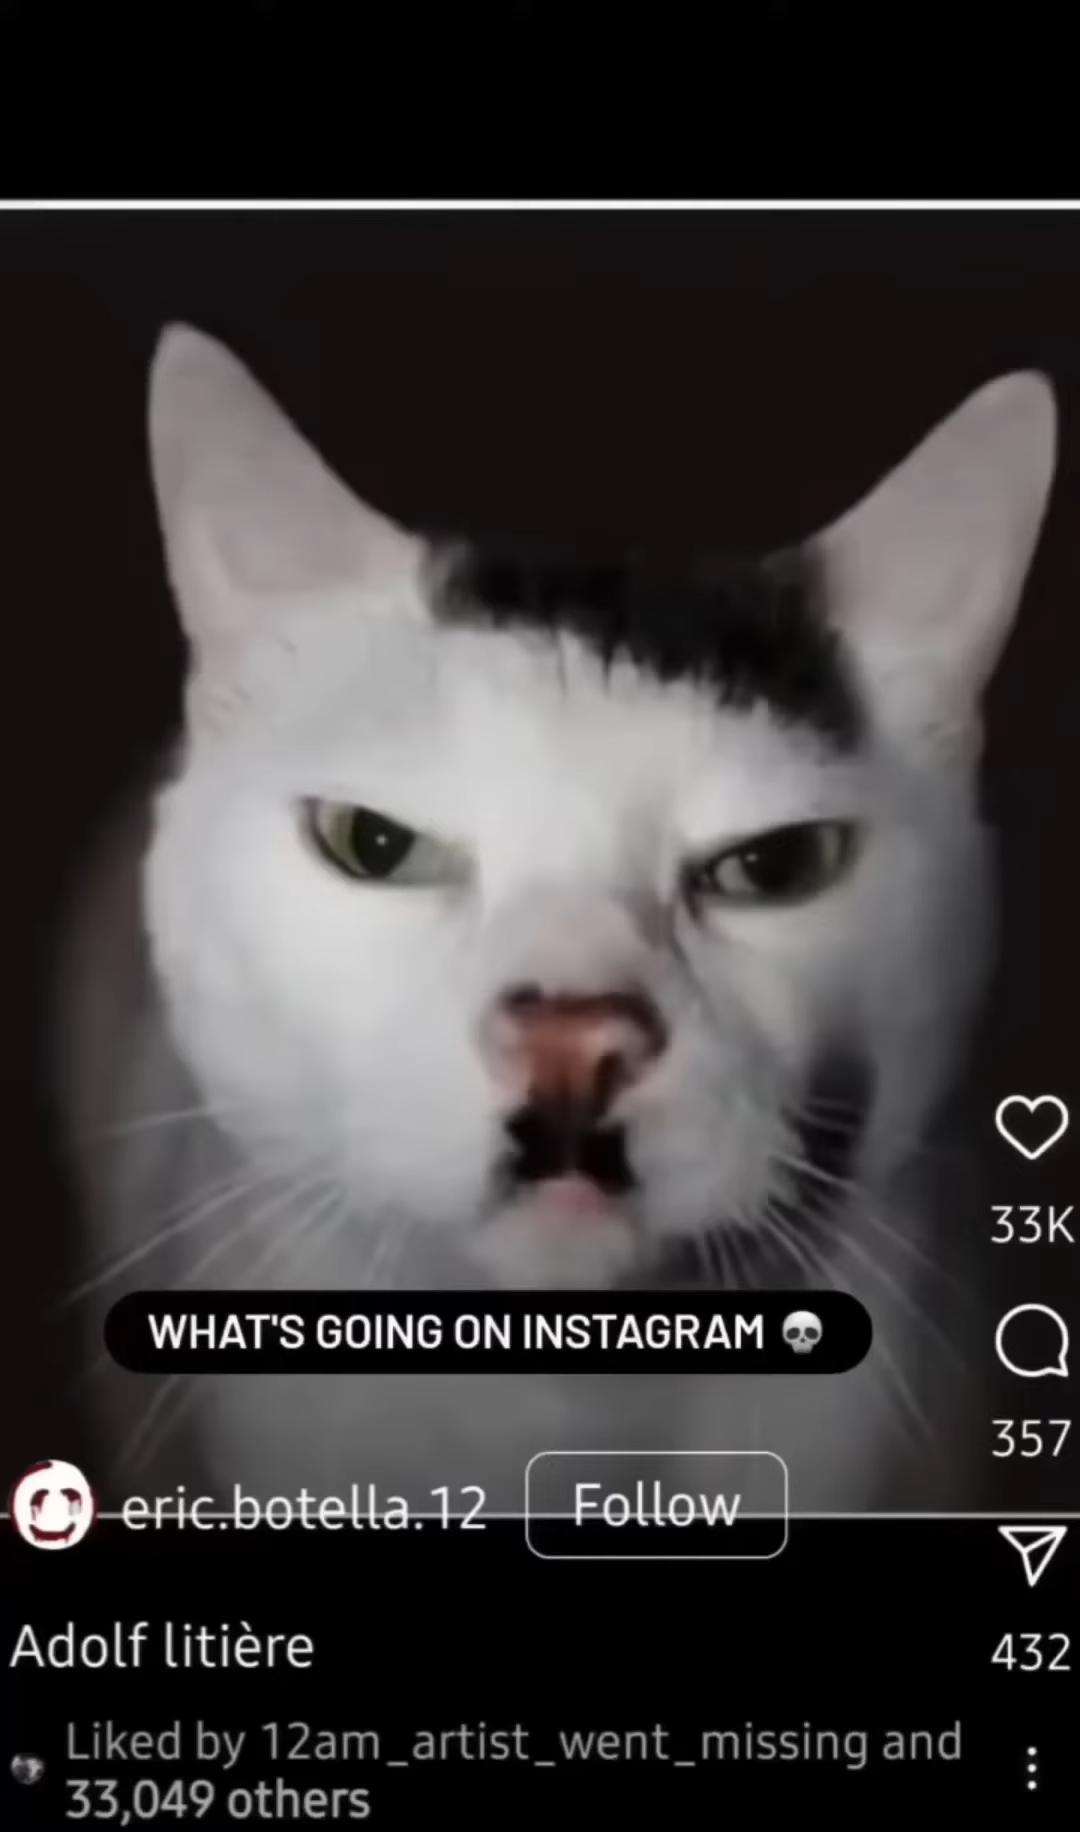 WHAT'S GOING ON INSTAGRAM 💀
33K
357
eric.botella.12 Follow
Adolf litière
432
Liked by 12am_artist_went_missing and
33,049 others